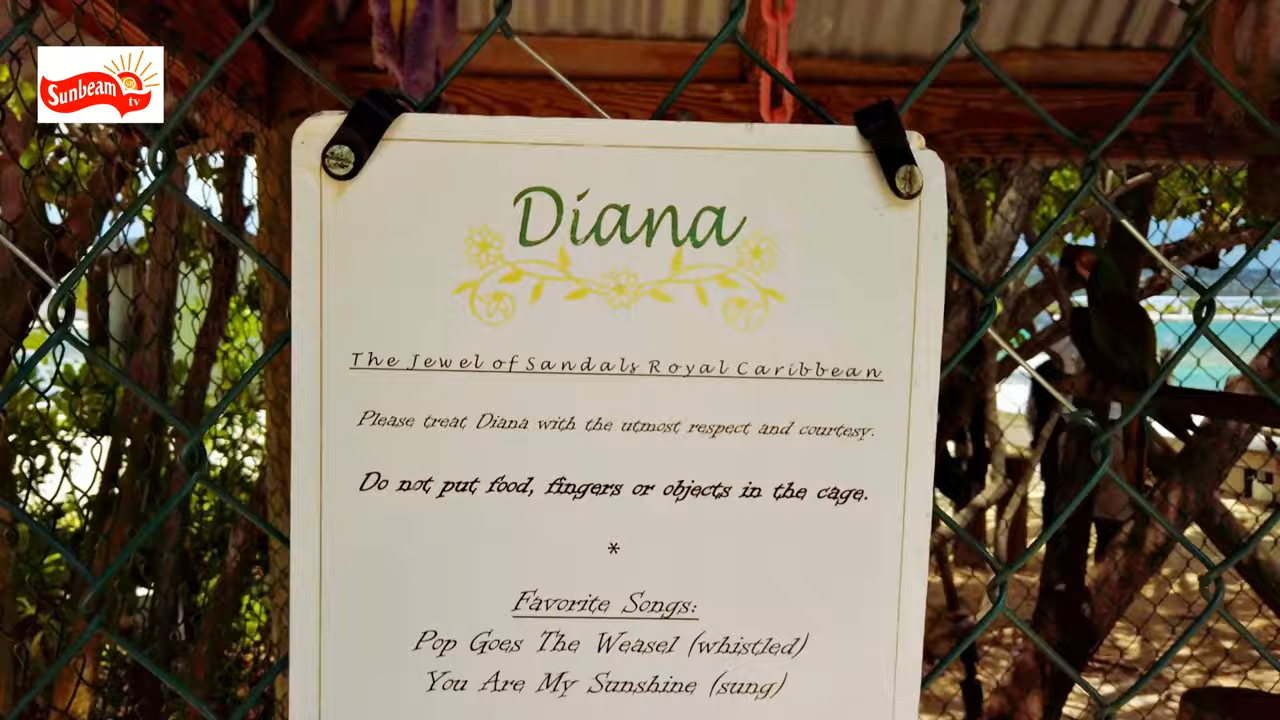 Sunbeam
tv
Diana
The Jewel of Sandals Royal Caribbean
Please treat Diana with the utmost respect and courtesy.
Do not put food, fingers or objects in the cage.
*
Favorite Songs:
Pop Goes The Weasel (whistled)
You Are My Sunshine (sung)